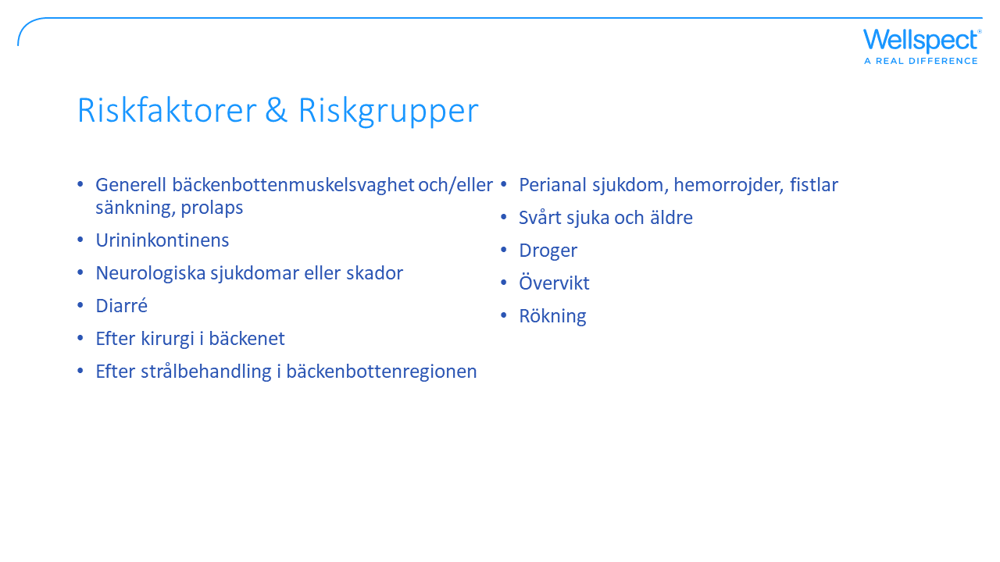 Wellspect®
A REAL DIFFERENCE
Riskfaktorer & Riskgrupper
• Generell bäckenbottenmuskelsvaghet och/eller
sänkning, prolaps
• Urininkontinens
• Neurologiska sjukdomar eller skador
• Diarré
• Efter kirurgi i bäckenet
• Efter strålbehandling i bäckenbottenregionen
• Perianal sjukdom, hemorrojder, fistlar
• Svårt sjuka och äldre
• Droger
• Övervikt
• Rökning